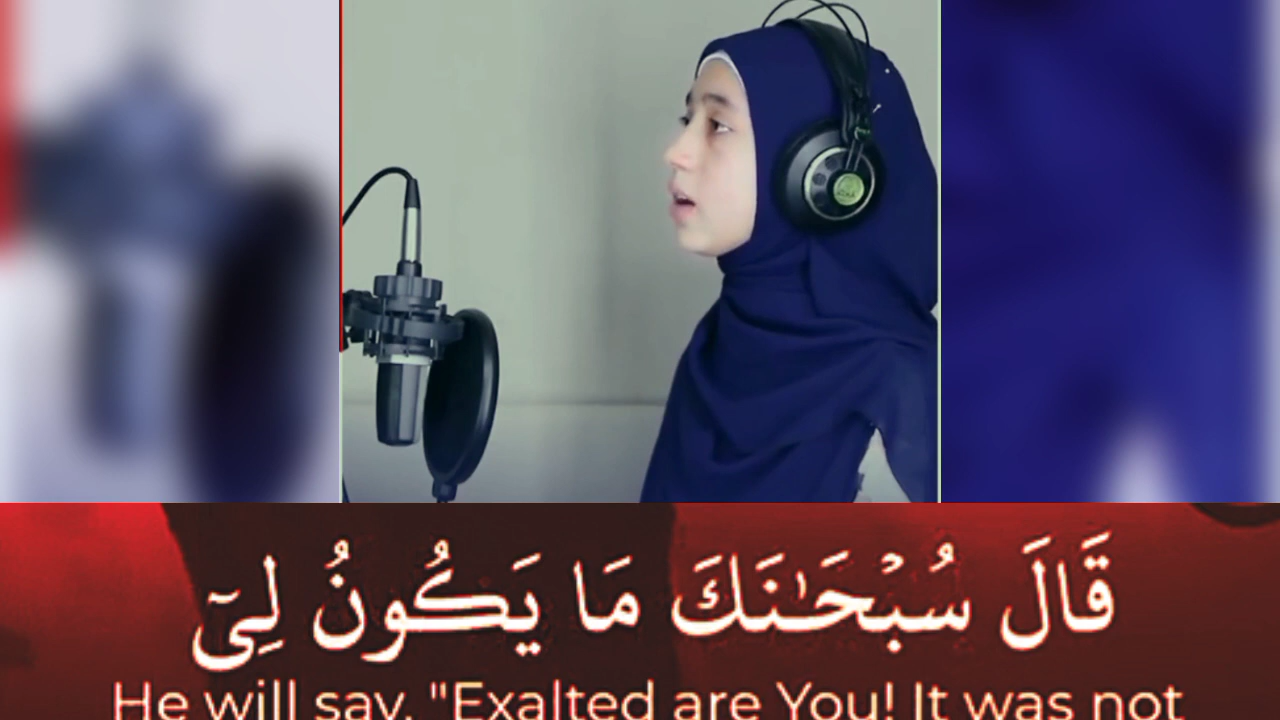 قَالَ سُبْحَـٰنَكَ مَا يَكُونُ لِىٓ
He will say, "Exalted are You! It was not